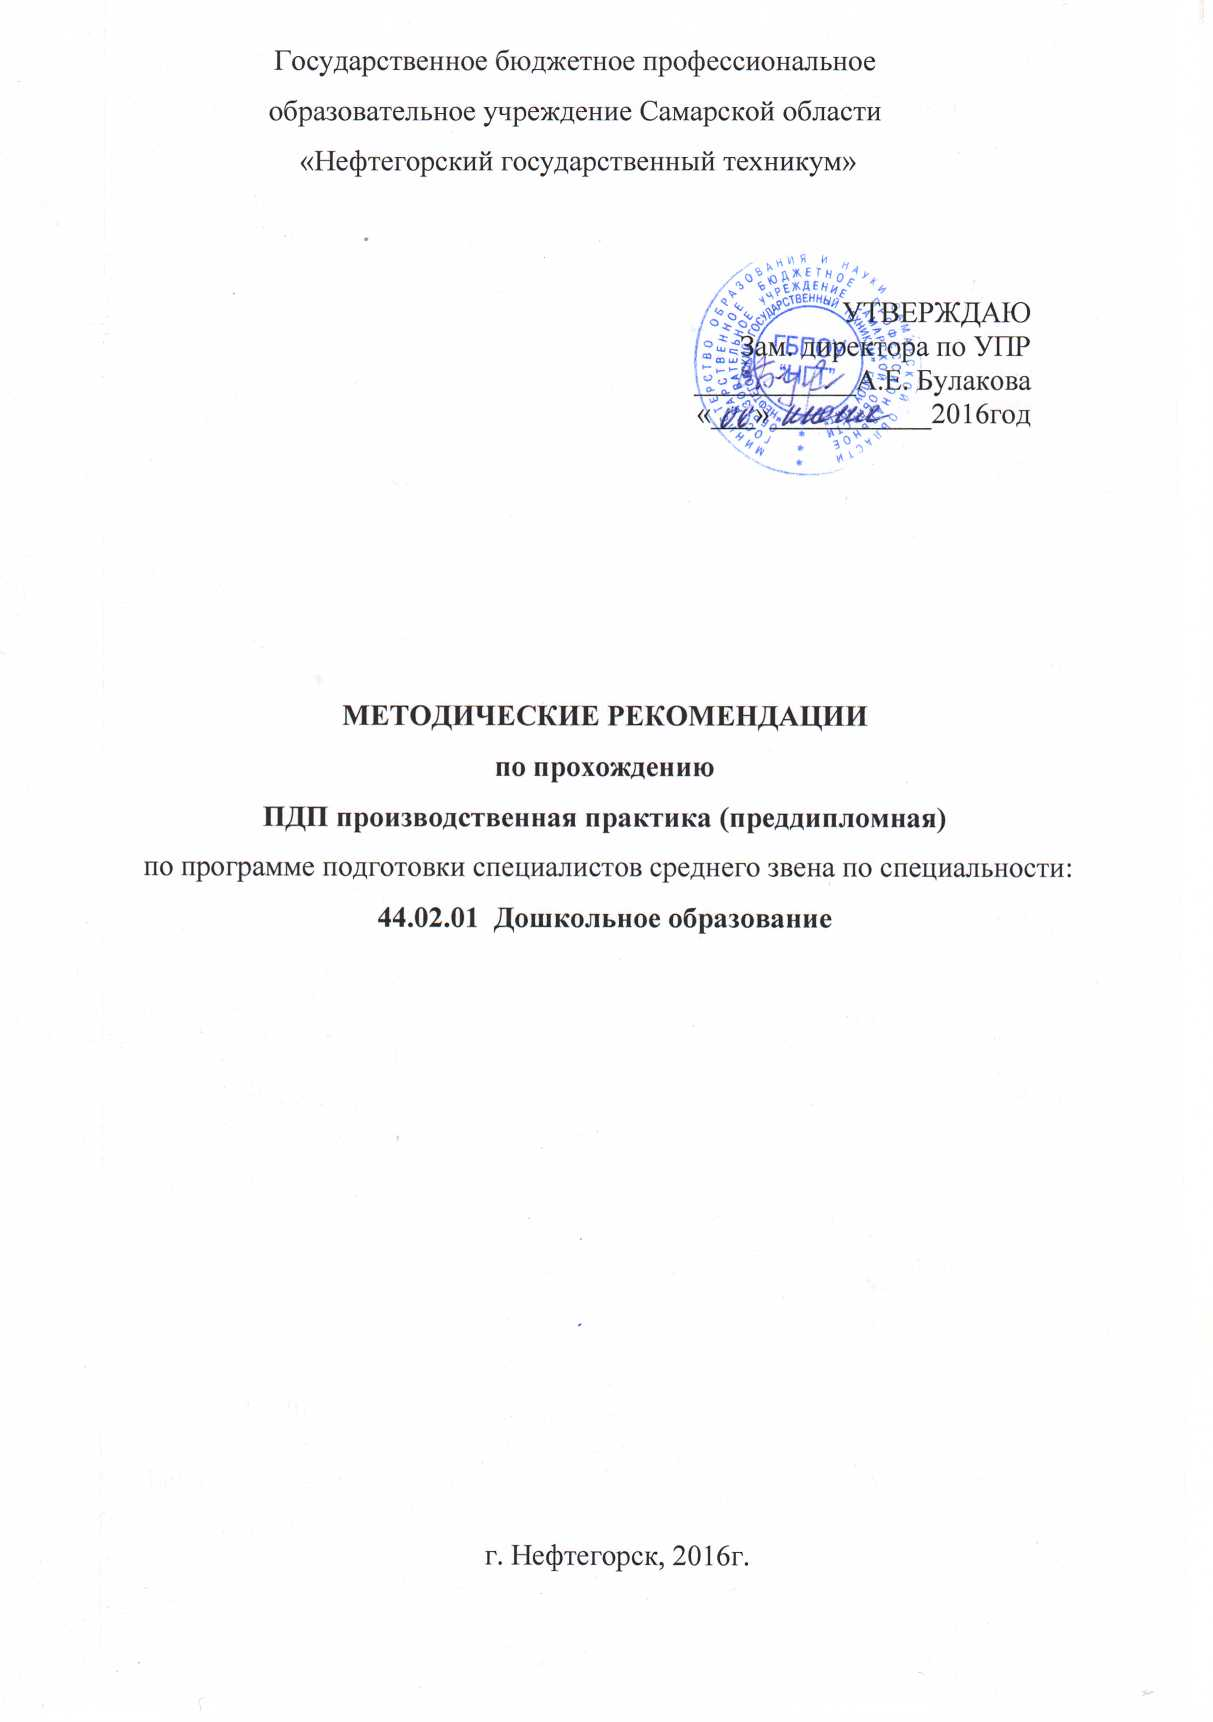 Государственное бюджетное профессиональное
образовательное учреждение Самарской области
«Нефтегорский государственный техникум»
УТВЕРЖДАЮ
Зам. директора по УПР
А.Е. Булакова
« » 2016год
ГБПОУ
"НГТ"
МЕТОДИЧЕСКИЕ РЕКОМЕНДАЦИИ
по прохождению
ПДП производственная практика (преддипломная)
по программе подготовки специалистов среднего звена по специальности:
44.02.01 Дошкольное образование
г. Нефтегорск, 2016г.